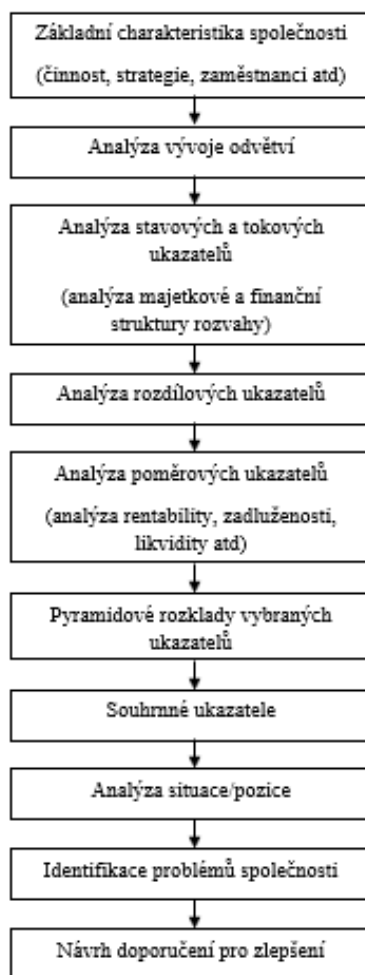 Základní charakteristika společnosti
(činnost, strategie, zaměstnanci atd)
Analýza vývoje odvětví
Analýza stavových a tokových
ukazatelů
(analýza majetkové a finanční
struktury rozvahy)
Analýza rozdílových ukazatelů
Analýza poměrových ukazatelů
(analýza rentability, zadluženosti,
likvidity atd)
Pyramidové rozklady vybraných
ukazatelů
Souhrnné ukazatele
Analýza situace/pozice
Identifikace problémů společnosti
Návrh doporučení pro zlepšení